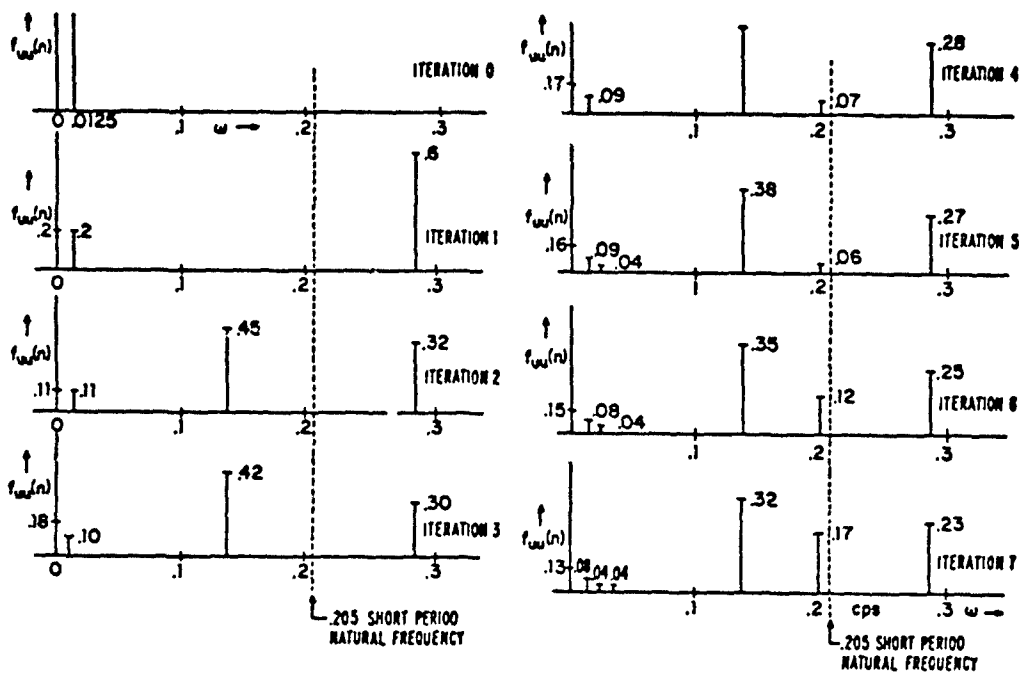 f_uu(n)
ITERATION 0
0 .0125 .1 ω → .2 .3
f_uu(n)
.6
.2 .2
ITERATION 1
0 .1 .2 .3
f_uu(n)
.45
.32
.11 .11
ITERATION 2
0 .1 .2 .3
f_uu(n)
.42
.30
.18 .10
ITERATION 3
0 .1 .2 .3
.205 SHORT PERIOD
NATURAL FREQUENCY
f_uu(n)
.28
ITERATION 4
.17 .09 .07
.1 .2 .3
f_uu(n)
.38
.27
ITERATION 5
.16 .09 .04 .06
.1 .2 .3
f_uu(n)
.35
.25
.12
ITERATION 6
.15 .08 .04
.1 .2 .3
f_uu(n)
.32
.17 .23
ITERATION 7
.13 .08 .04 .04
.1 .2 cps .3 ω →
.205 SHORT PERIOD
NATURAL FREQUENCY